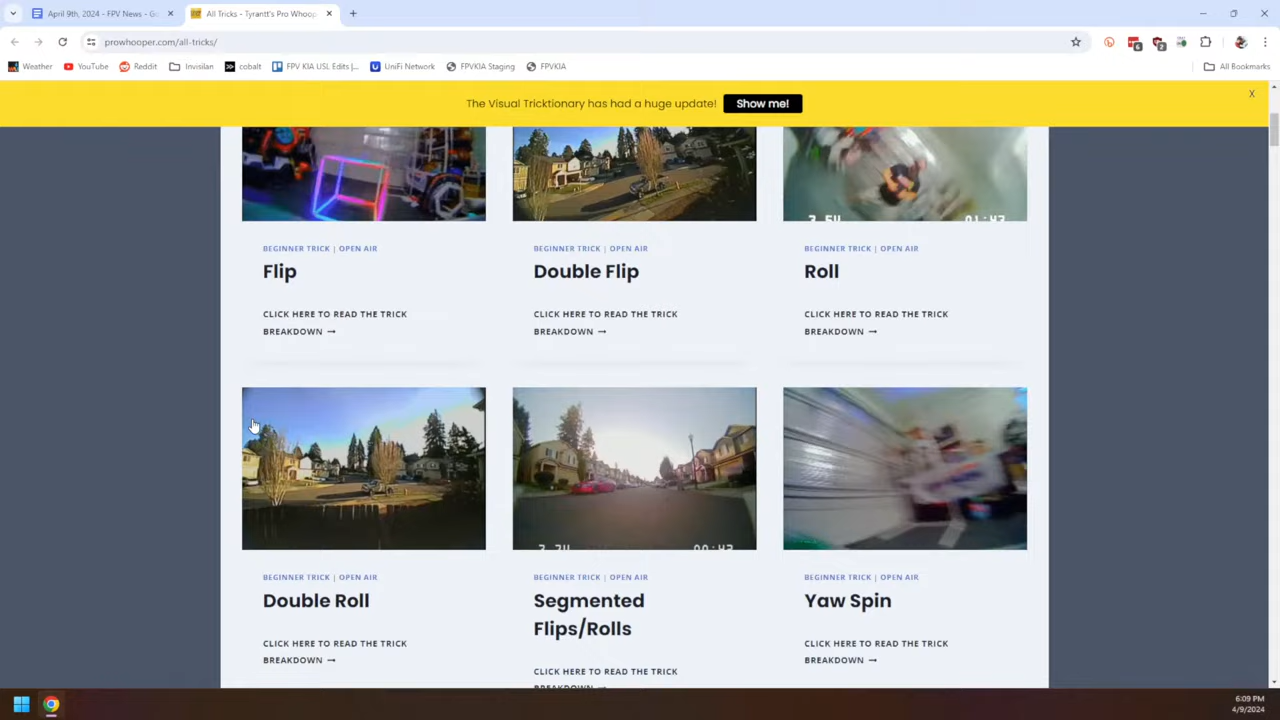 April 9th, 2024 - FPV News - Go
All Tricks - Tyrantt's Pro Whoop
prowhooper.com/all-tricks/
Weather
YouTube
Reddit
Invisilan
cobalt
FPV KIA USL Edits |...
UniFi Network
FPVKIA Staging
FPVKIA
All Bookmarks
The Visual Tricktionary has had a huge update!
Show me!
X
3.5V
01:43
BEGINNER TRICK | OPEN AIR
Flip
CLICK HERE TO READ THE TRICK
BREAKDOWN →
BEGINNER TRICK | OPEN AIR
Double Flip
CLICK HERE TO READ THE TRICK
BREAKDOWN →
BEGINNER TRICK | OPEN AIR
Roll
CLICK HERE TO READ THE TRICK
BREAKDOWN →
BEGINNER TRICK | OPEN AIR
Double Roll
CLICK HERE TO READ THE TRICK
BREAKDOWN →
BEGINNER TRICK | OPEN AIR
Segmented
Flips/Rolls
CLICK HERE TO READ THE TRICK
BREAKDOWN →
BEGINNER TRICK | OPEN AIR
Yaw Spin
CLICK HERE TO READ THE TRICK
BREAKDOWN →
6:09 PM
4/9/2024